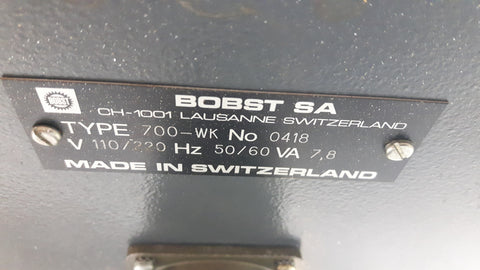 BOBST
BOBST SA
CH-1001 LAUSANNE SWITZERLAND
TYPE 700-WK No 0418
V 110/220 Hz 50/60 VA 7,8
MADE IN SWITZERLAND